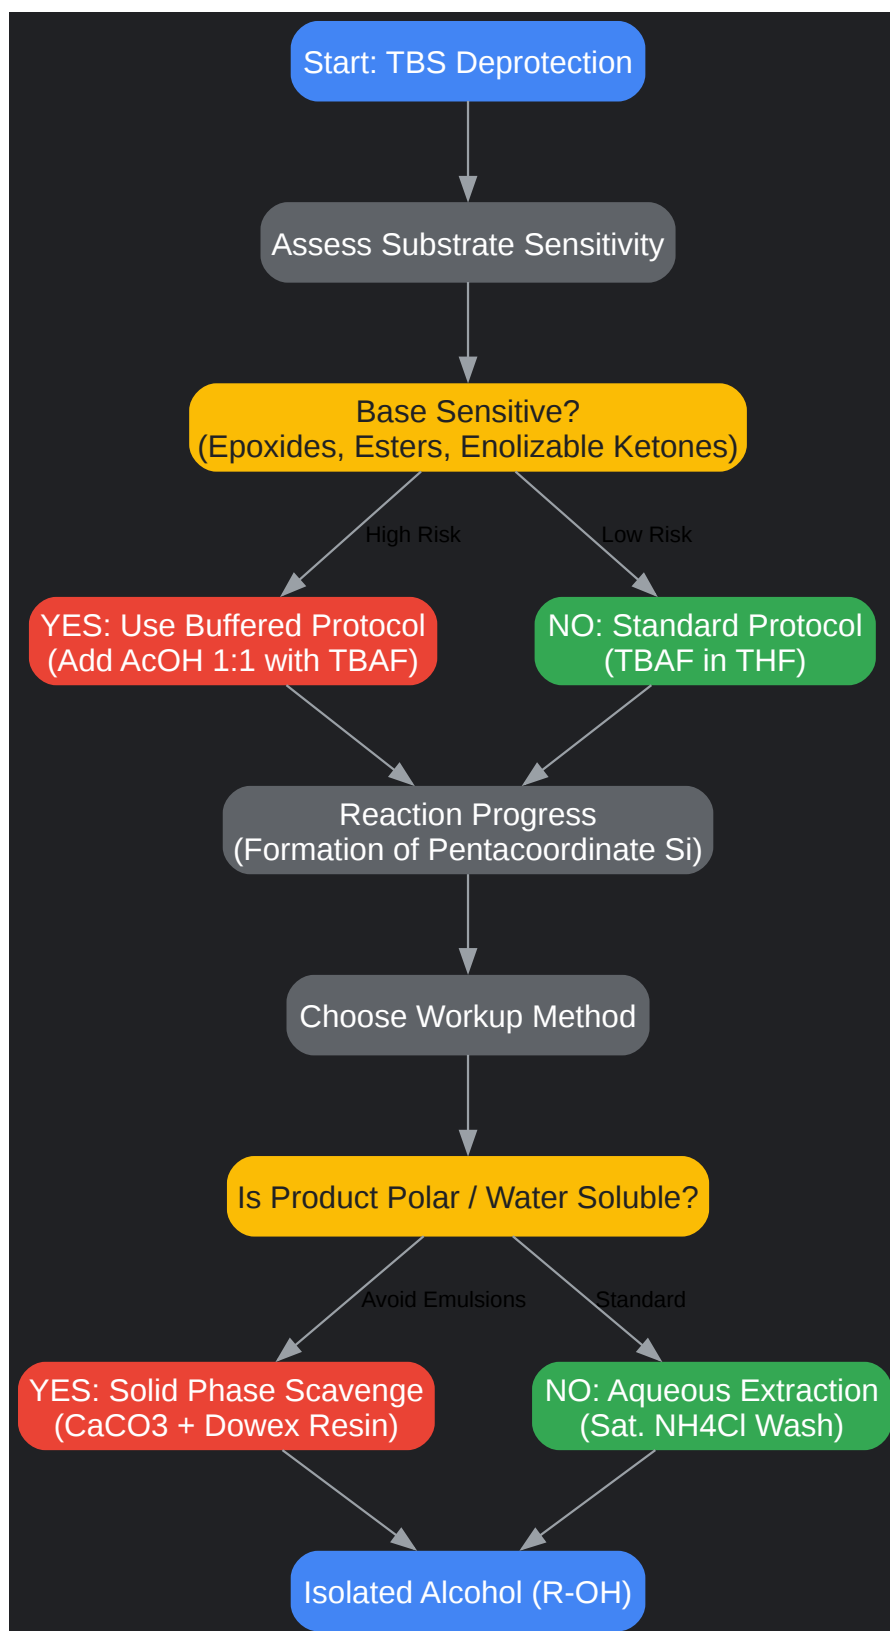 Start: TBS Deprotection
Assess Substrate Sensitivity
Base Sensitive?
(Epoxides, Esters, Enolizable Ketones)
High Risk
Low Risk
YES: Use Buffered Protocol
(Add AcOH 1:1 with TBAF)
NO: Standard Protocol
(TBAF in THF)
Reaction Progress
(Formation of Pentacoordinate Si)
Choose Workup Method
Is Product Polar / Water Soluble?
Avoid Emulsions
Standard
YES: Solid Phase Scavenge
(CaCO3 + Dowex Resin)
NO: Aqueous Extraction
(Sat. NH4Cl Wash)
Isolated Alcohol (R-OH)